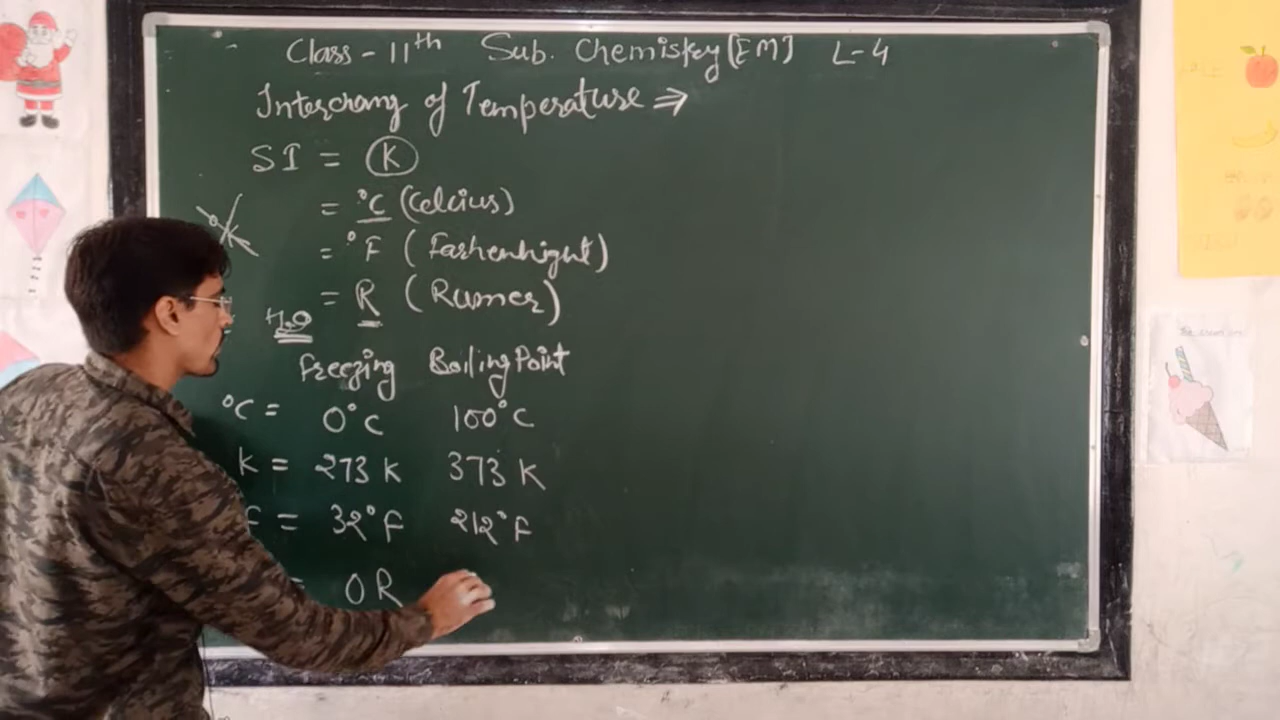 Class - 11th Sub. Chemistry [EM] L-4
Interchang of Temperature ⇒
SI = K
= °C (Celcius)
°K
= °F (Farhenhight)
= R (Rumer)
H2O
Freezing Boiling Point
°C = 0°C 100°C
K = 273 K 373 K
F = 32°F 212°F
= 0 R